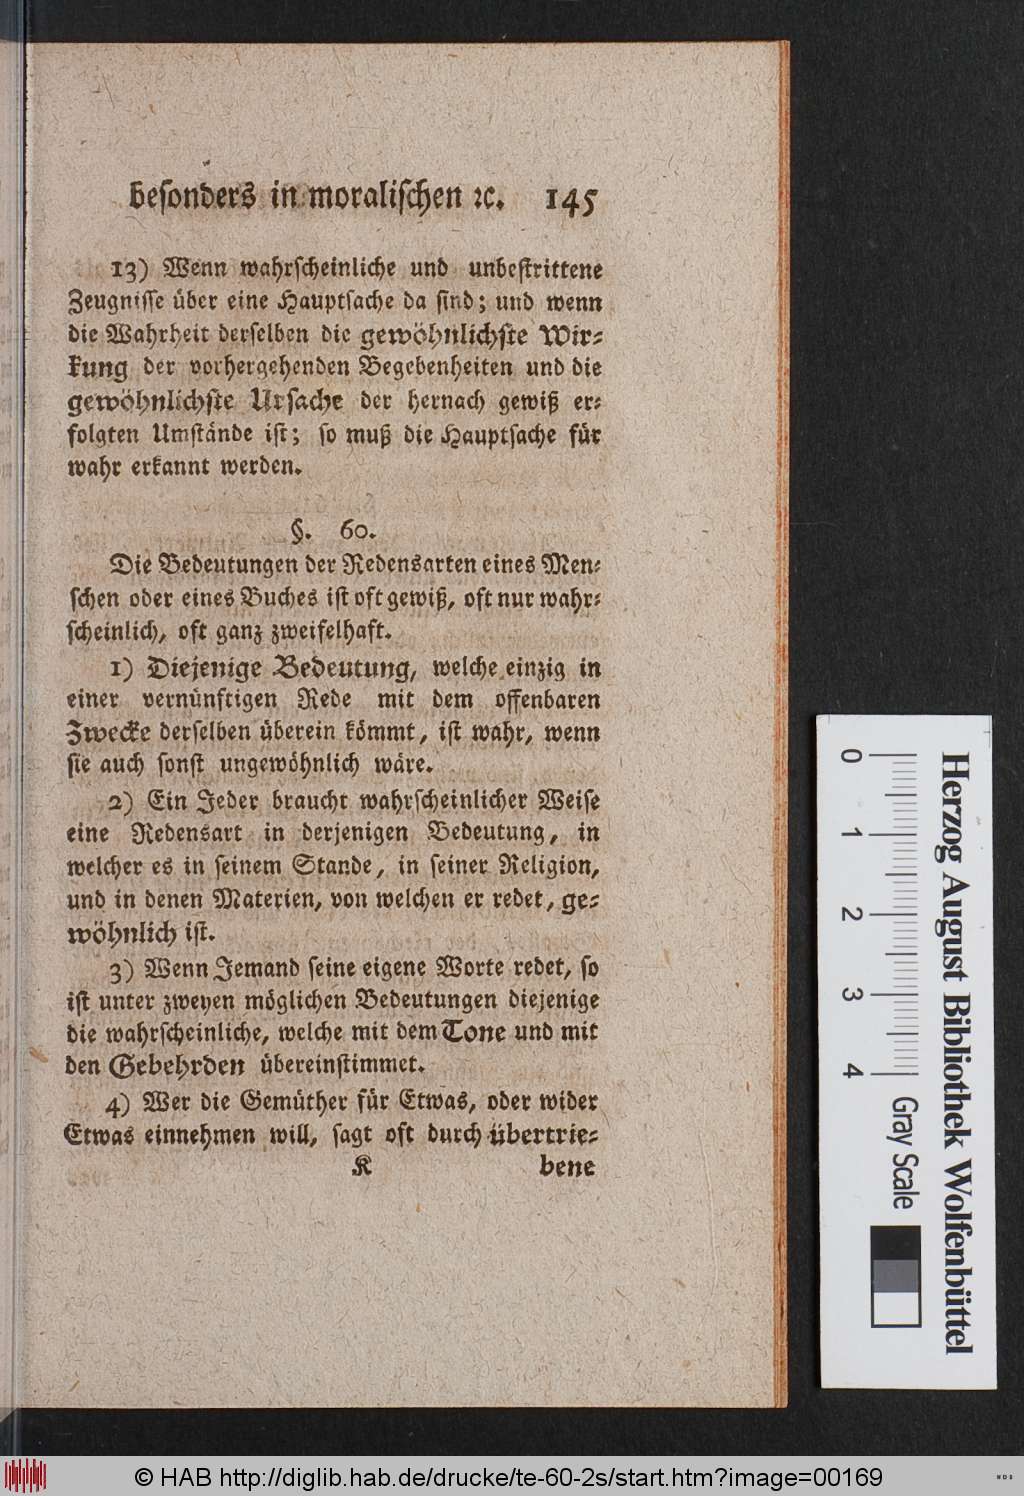 besonders in moralischen ꝛc. 145
13) Wenn wahrscheinliche und unbestrittene
Zeugnisse über eine Hauptsache da sind; und wenn
die Wahrheit derselben die gewöhnlichste Wir-
kung der vorhergehenden Begebenheiten und die
gewöhnlichste Ursache der hernach gewiß er-
folgten Umstände ist; so muß die Hauptsache für
wahr erkannt werden.
§. 60.
Die Bedeutungen der Redensarten eines Men-
schen oder eines Buches ist oft gewiß, oft nur wahr-
scheinlich, oft ganz zweifelhaft.
1) Diejenige Bedeutung, welche einzig in
einer vernünftigen Rede mit dem offenbaren
Zwecke derselben überein kömmt, ist wahr, wenn
sie auch sonst ungewöhnlich wäre.
2) Ein Jeder braucht wahrscheinlicher Weise
eine Redensart in derjenigen Bedeutung, in
welcher es in seinem Stande, in seiner Religion,
und in denen Materien, von welchen er redet, ge-
wöhnlich ist.
3) Wenn Jemand seine eigene Worte redet, so
ist unter zweyen möglichen Bedeutungen diejenige
die wahrscheinliche, welche mit dem Tone und mit
den Gebehrden übereinstimmet.
4) Wer die Gemüther für Etwas, oder wider
Etwas einnehmen will, sagt oft durch übertrie-
K bene
Herzog August Bibliothek Wolfenbüttel
0 1 2 3 4 Gray Scale
© HAB http://diglib.hab.de/drucke/te-60-2s/start.htm?image=00169